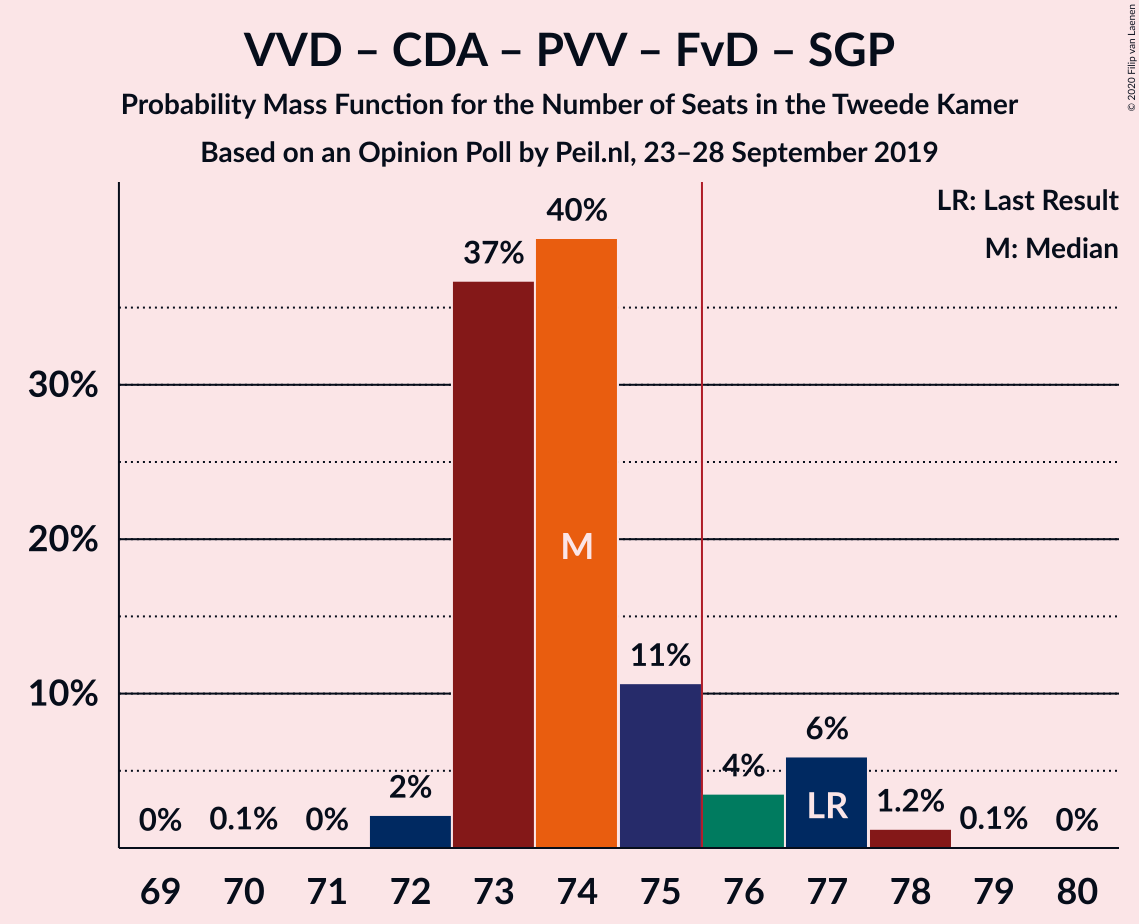 VVD – CDA – PVV – FvD – SGP
Probability Mass Function for the Number of Seats in the Tweede Kamer
Based on an Opinion Poll by Peil.nl, 23–28 September 2019
© 2020 Filip van Laenen
LR: Last Result
M: Median
30%
20%
10%
0%
0.1%
0%
2%
37%
40%
11%
4%
6%
1.2%
0.1%
0%
M
LR
69 70 71 72 73 74 75 76 77 78 79 80